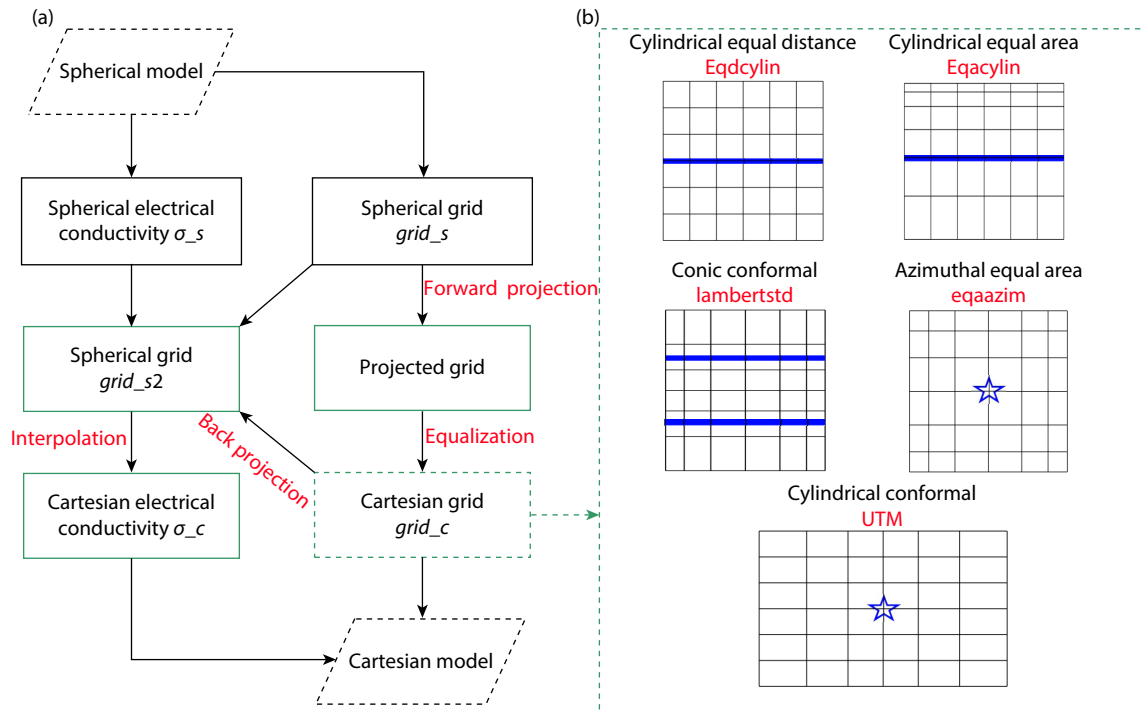 (a)
Spherical model
Spherical electrical
conductivity σ_s
Spherical grid
grid_s
Forward projection
Spherical grid
grid_s2
Projected grid
Interpolation
Back projection
Equalization
Cartesian electrical
conductivity σ_c
Cartesian grid
grid_c
Cartesian model
(b)
Cylindrical equal distance
Eqdcylin
Cylindrical equal area
Eqacylin
Conic conformal
lambertstd
Azimuthal equal area
eqaazim
Cylindrical conformal
UTM